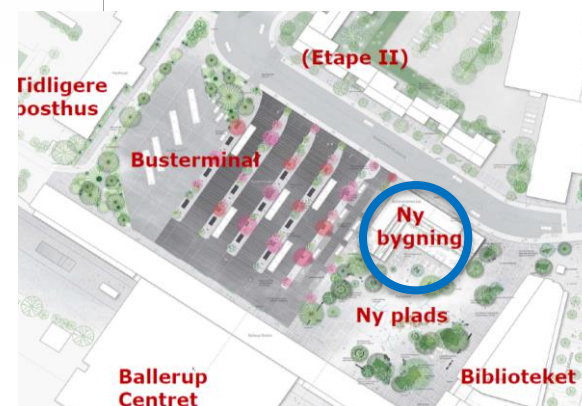 (Etape II)
Tidligere
posthus
Busterminal
Ny
bygning
Ny plads
Ballerup
Centret
Biblioteket